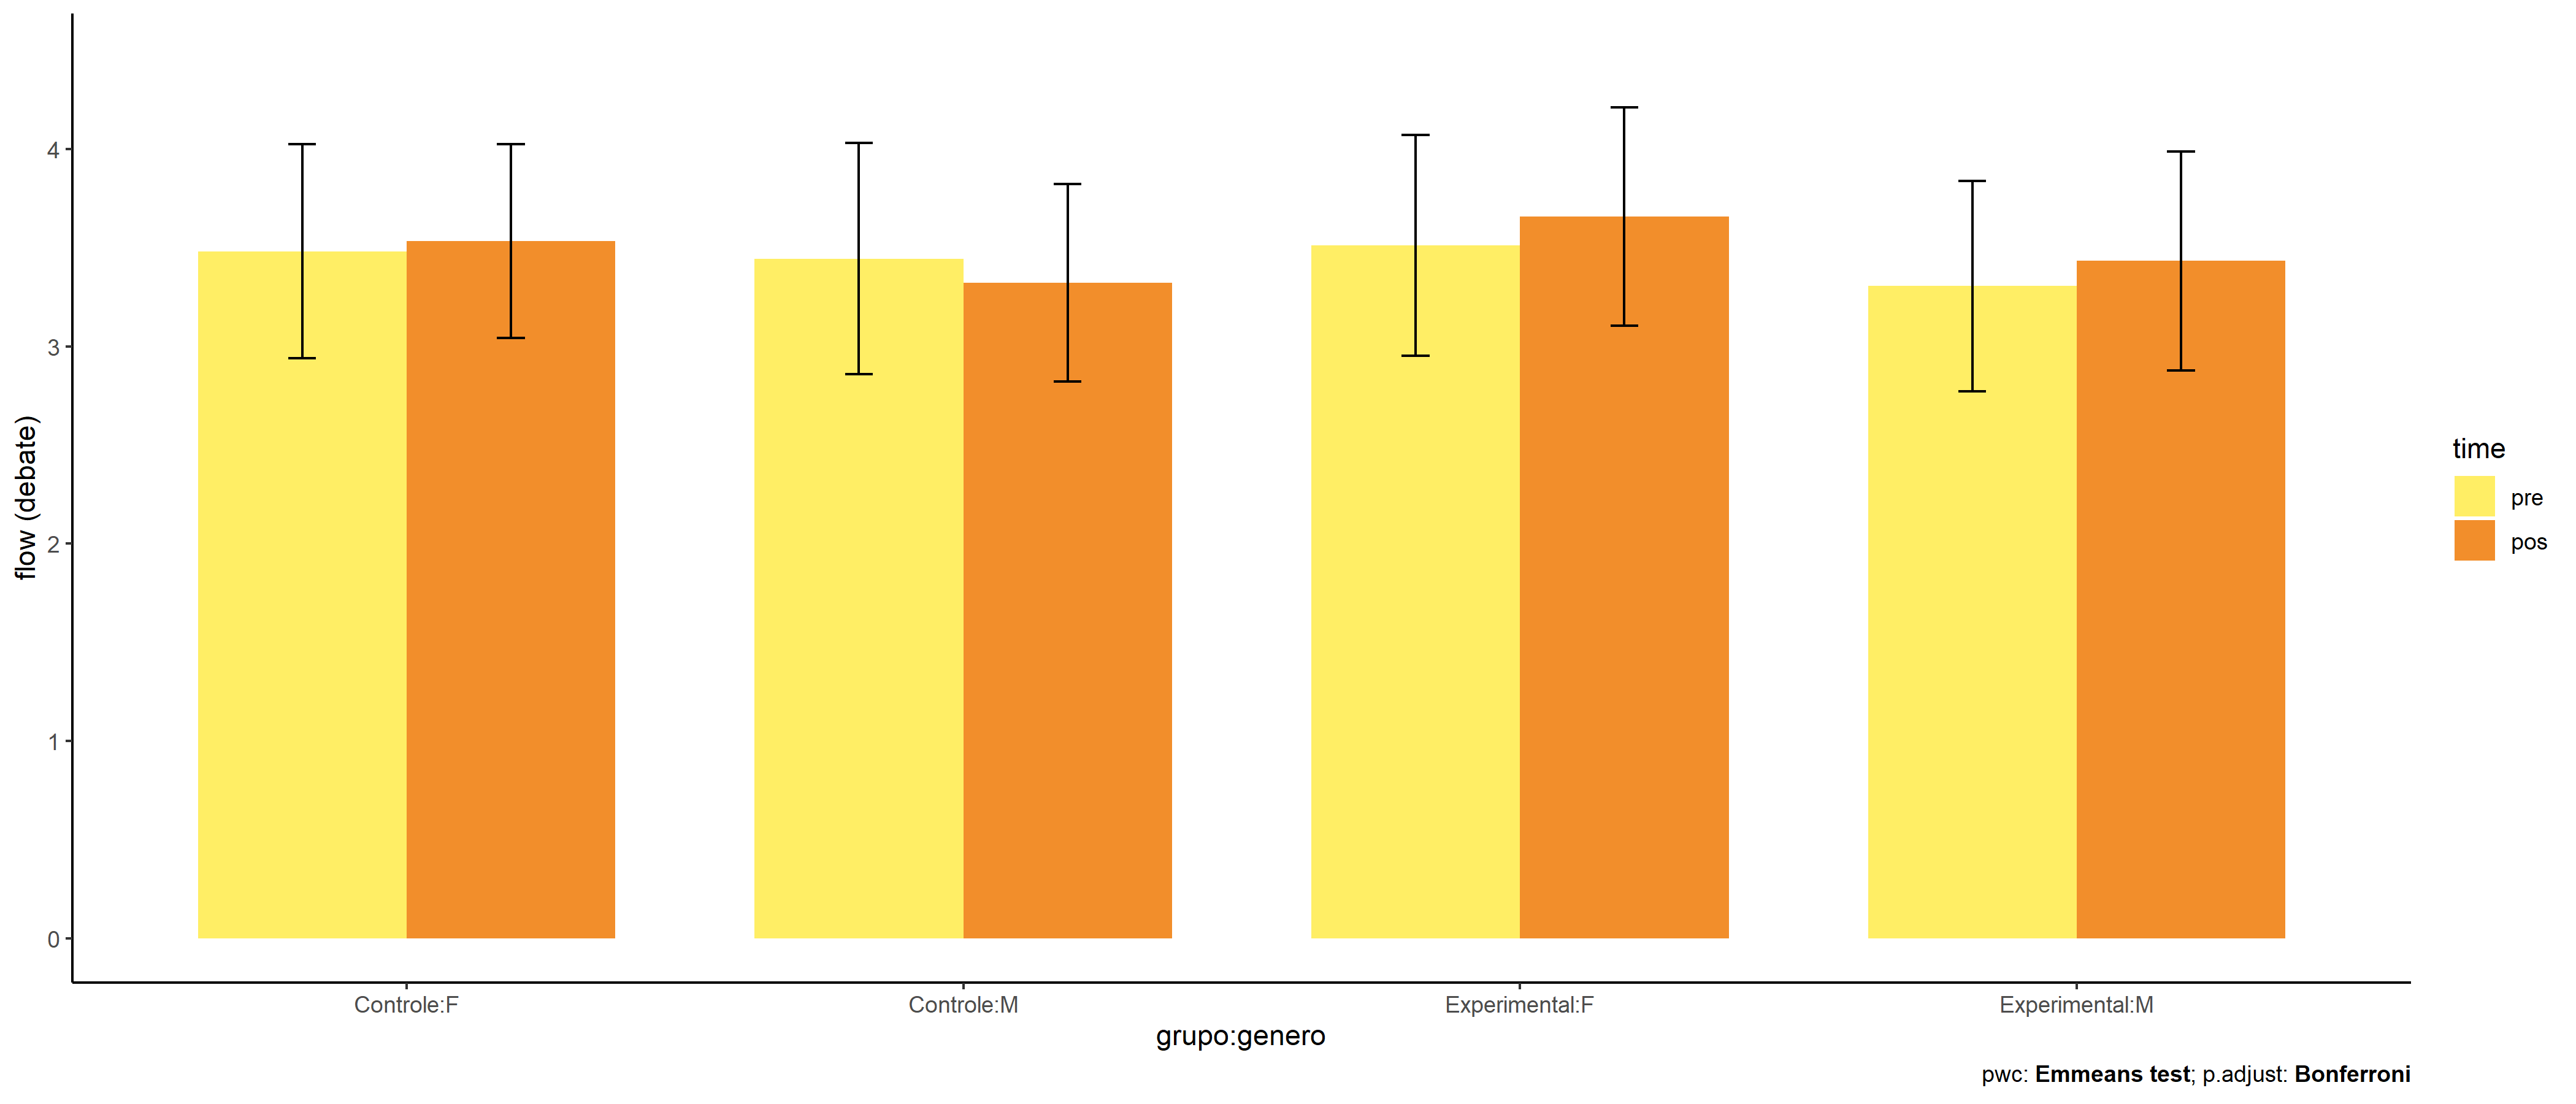 flow (debate)
4
3
2
1
0
Controle:F
Controle:M
Experimental:F
Experimental:M
grupo:genero
time
pre
pos
pwc: Emmeans test; p.adjust: Bonferroni